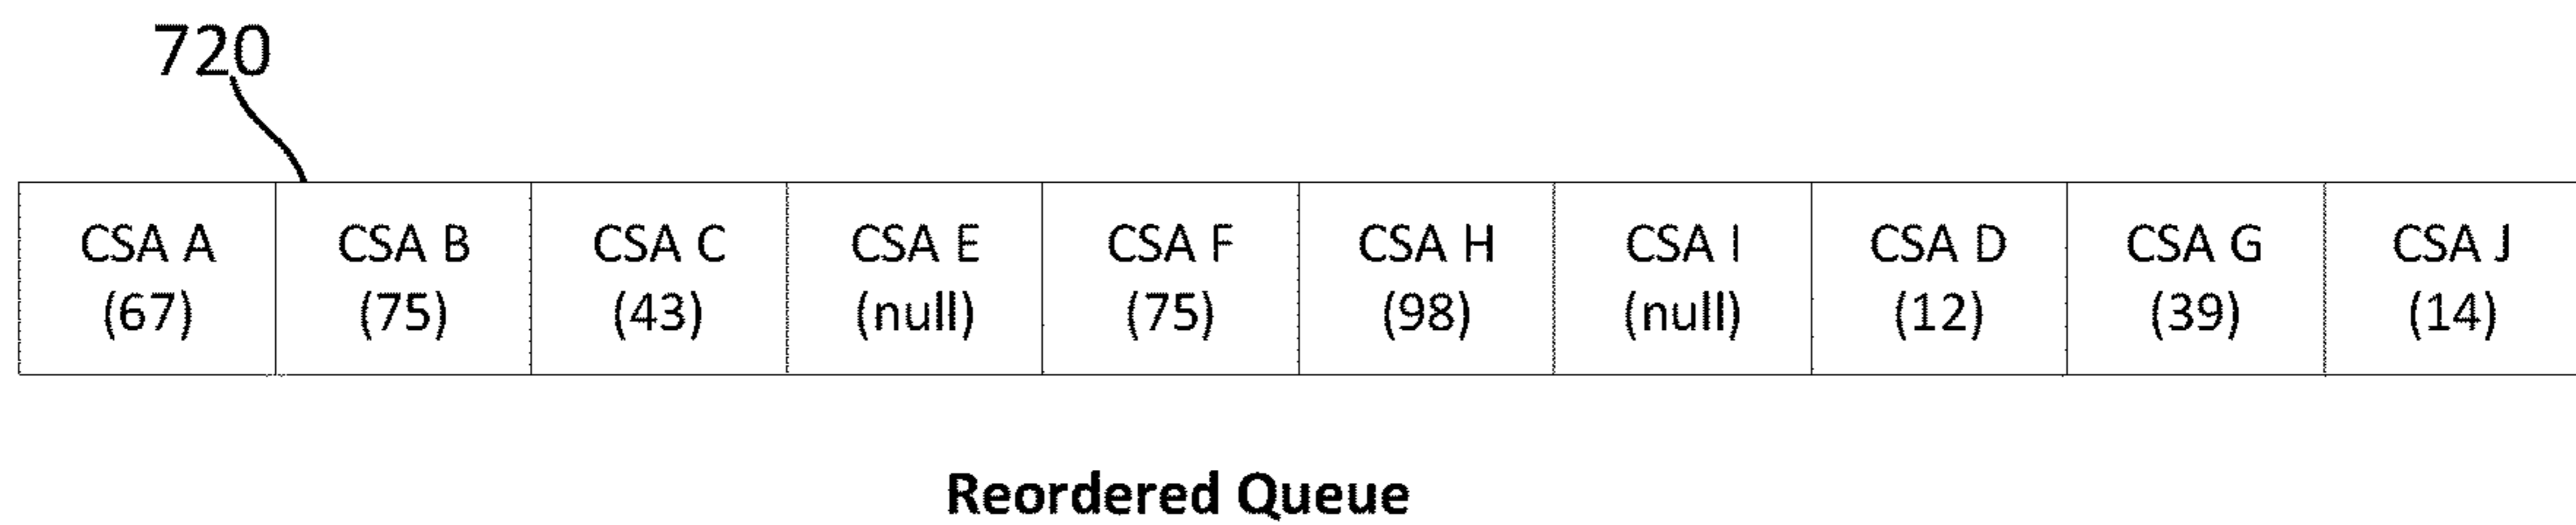 720
CSA A CSA B CSA C CSA E CSA F CSA H CSA I CSA D CSA G CSA J
(67) (75) (43) (null) (75) (98) (null) (12) (39) (14)
Reordered Queue